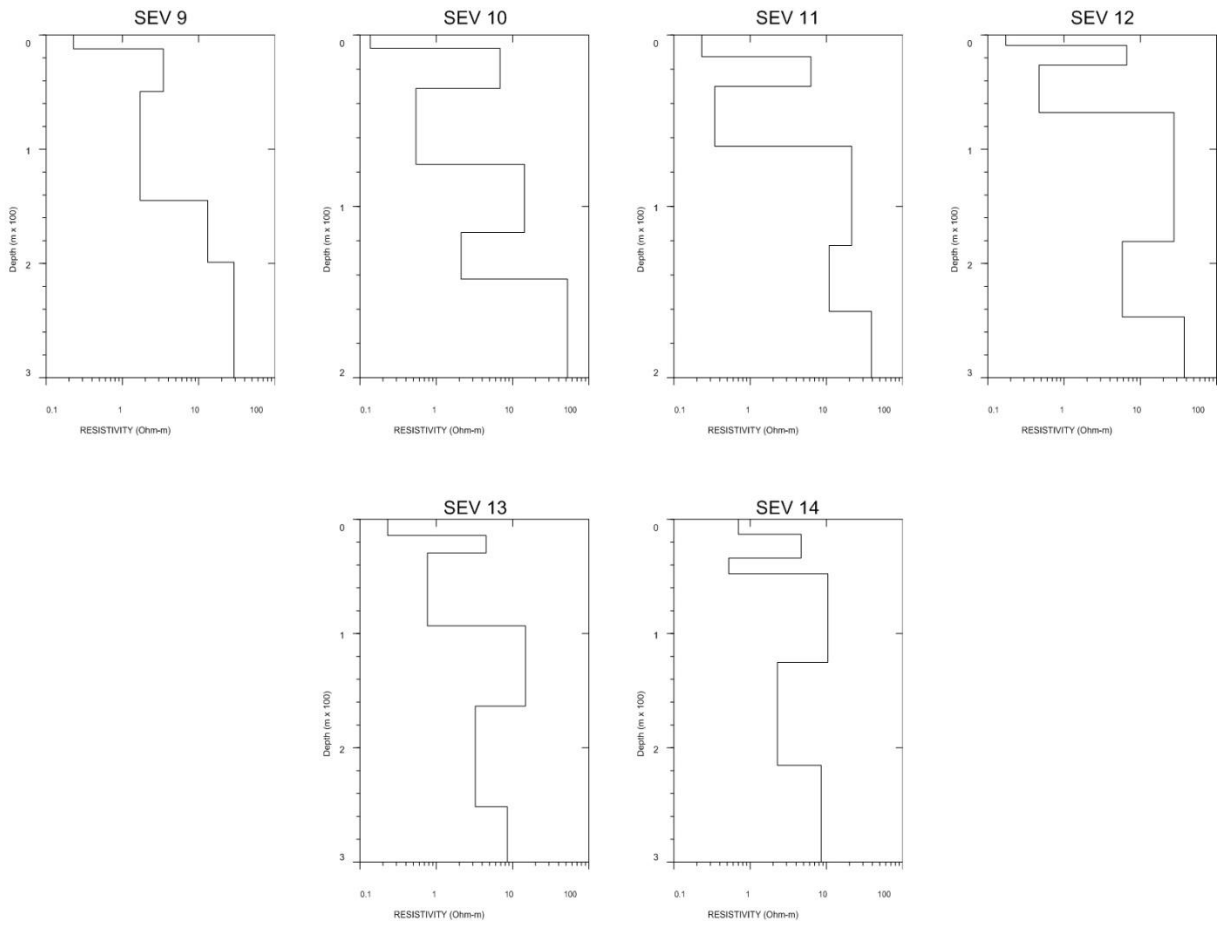 SEV 9
0
1
2
3
Depth (m x 100)
0.1 1 10 100
RESISTIVITY (Ohm-m)
SEV 10
0
1
2
Depth (m x 100)
0.1 1 10 100
RESISTIVITY (Ohm-m)
SEV 11
0
1
2
Depth (m x 100)
0.1 1 10 100
RESISTIVITY (Ohm-m)
SEV 12
0
1
2
3
Depth (m x 100)
0.1 1 10 100
RESISTIVITY (Ohm-m)
SEV 13
0
1
2
3
Depth (m x 100)
0.1 1 10 100
RESISTIVITY (Ohm-m)
SEV 14
0
1
2
3
Depth (m x 100)
0.1 1 10 100
RESISTIVITY (Ohm-m)